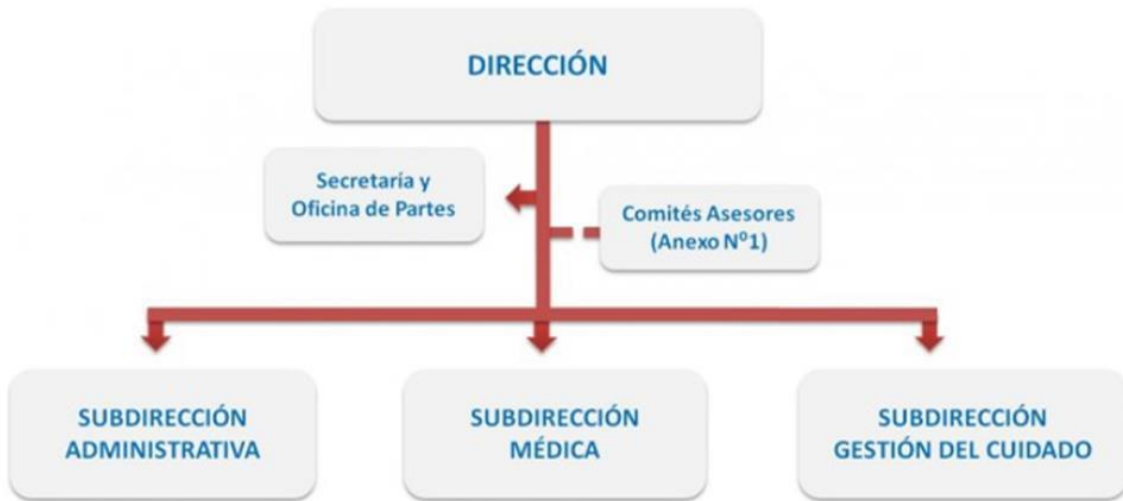 DIRECCIÓN
Secretaría y
Oficina de Partes
Comités Asesores
(Anexo Nº1)
SUBDIRECCIÓN
ADMINISTRATIVA
SUBDIRECCIÓN
MÉDICA
SUBDIRECCIÓN
GESTIÓN DEL CUIDADO